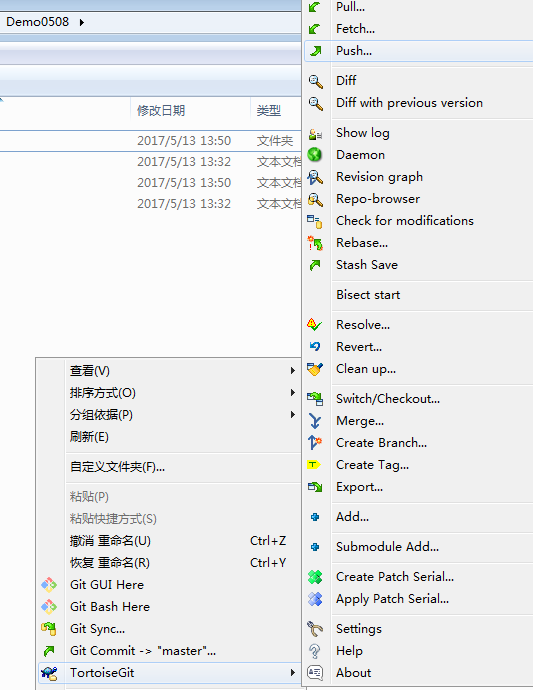 Demo0508
修改日期
类型
2017/5/13 13:50
文件夹
2017/5/13 13:32
文本文档
2017/5/13 13:50
文本文档
2017/5/13 13:32
文本文档
查看(V)
排序方式(O)
分组依据(P)
刷新(E)
自定义文件夹(F)...
粘贴(P)
粘贴快捷方式(S)
撤消 重命名(U)
Ctrl+Z
恢复 重命名(R)
Ctrl+Y
Git GUI Here
Git Bash Here
Git Sync...
Git Commit -> "master"...
TortoiseGit
Pull...
Fetch...
Push...
Diff
Diff with previous version
Show log
Daemon
Revision graph
Repo-browser
Check for modifications
Rebase...
Stash Save
Bisect start
Resolve...
Revert...
Clean up...
Switch/Checkout...
Merge...
Create Branch...
Create Tag...
Export...
Add...
Submodule Add...
Create Patch Serial...
Apply Patch Serial...
Settings
Help
About